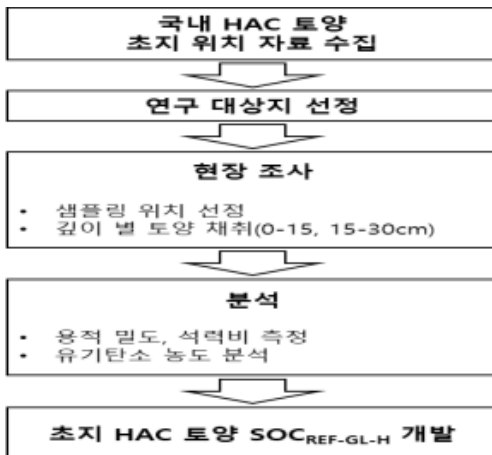 국내 HAC 토양
초지 위치 자료 수집
연구 대상지 선정
현장 조사
• 샘플링 위치 선정
• 깊이 별 토양 채취(0-15, 15-30cm)
분석
• 용적 밀도, 석력비 측정
• 유기탄소 농도 분석
초지 HAC 토양 SOC_REF-GL-H 개발